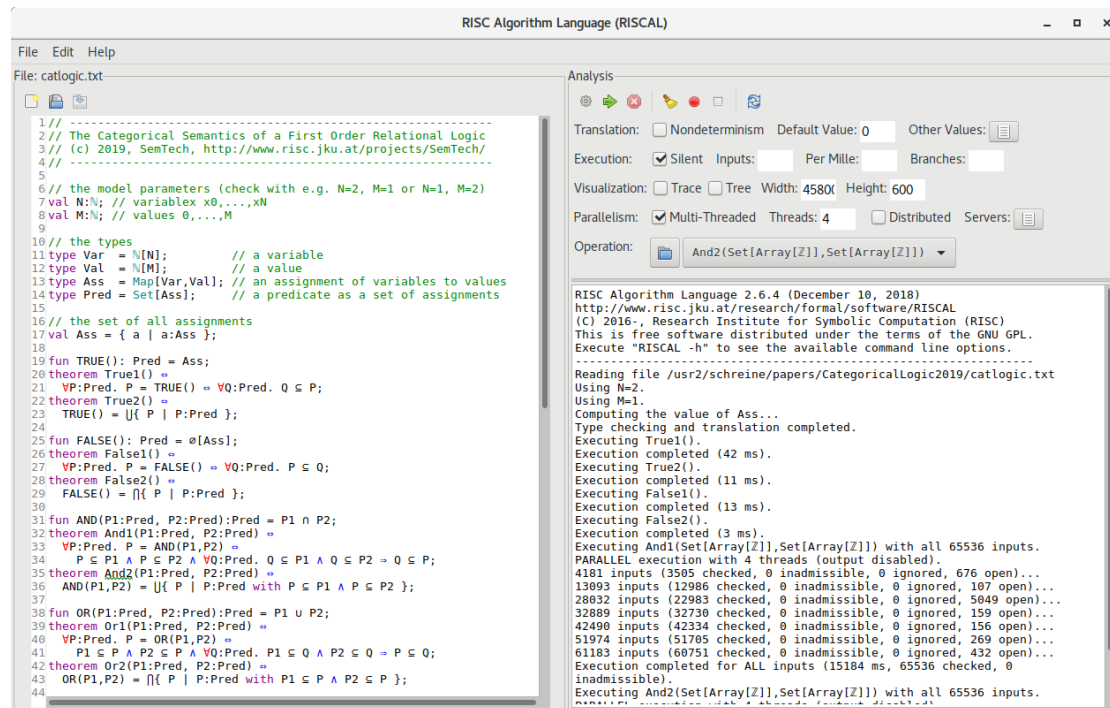 RISC Algorithm Language (RISCAL)
File Edit Help
File: catlogic.txt
1 // ------------------------------------------------------------
2 // The Categorical Semantics of a First Order Relational Logic
3 // (c) 2019, SemTech, http://www.risc.jku.at/projects/SemTech/
4 // ------------------------------------------------------------
5
6 // the model parameters (check with e.g. N=2, M=1 or N=1, M=2)
7 val N:ℕ; // variablex x0,...,xN
8 val M:ℕ; // values 0,...,M
9
10 // the types
11 type Var = ℕ[N]; // a variable
12 type Val = ℕ[M]; // a value
13 type Ass = Map[Var,Val]; // an assignment of variables to values
14 type Pred = Set[Ass]; // a predicate as a set of assignments
15
16 // the set of all assignments
17 val Ass = { a | a:Ass };
18
19 fun TRUE(): Pred = Ass;
20 theorem True1() ⇔
21 ∀P:Pred. P = TRUE() ⇔ ∀Q:Pred. Q ⊆ P;
22 theorem True2() ⇔
23 TRUE() = ⋃{ P | P:Pred };
24
25 fun FALSE(): Pred = ∅[Ass];
26 theorem False1() ⇔
27 ∀P:Pred. P = FALSE() ⇔ ∀Q:Pred. P ⊆ Q;
28 theorem False2() ⇔
29 FALSE() = ⋂{ P | P:Pred };
30
31 fun AND(P1:Pred, P2:Pred):Pred = P1 ∩ P2;
32 theorem And1(P1:Pred, P2:Pred) ⇔
33 ∀P:Pred. P = AND(P1,P2) ⇔
34 P ⊆ P1 ∧ P ⊆ P2 ∧ ∀Q:Pred. Q ⊆ P1 ∧ Q ⊆ P2 ⇒ Q ⊆ P;
35 theorem And2(P1:Pred, P2:Pred) ⇔
36 AND(P1,P2) = ⋃{ P | P:Pred with P ⊆ P1 ∧ P ⊆ P2 };
37
38 fun OR(P1:Pred, P2:Pred):Pred = P1 ∪ P2;
39 theorem Or1(P1:Pred, P2:Pred) ⇔
40 ∀P:Pred. P = OR(P1,P2) ⇔
41 P1 ⊆ P ∧ P2 ⊆ P ∧ ∀Q:Pred. P1 ⊆ Q ∧ P2 ⊆ Q ⇒ P ⊆ Q;
42 theorem Or2(P1:Pred, P2:Pred) ⇔
43 OR(P1,P2) = ⋂{ P | P:Pred with P1 ⊆ P ∧ P2 ⊆ P };
44
Analysis
Translation: Nondeterminism Default Value: 0 Other Values:
Execution: Silent Inputs: Per Mille: Branches:
Visualization: Trace Tree Width: 4580 Height: 600
Parallelism: Multi-Threaded Threads: 4 Distributed Servers:
Operation: And2(Set[Array[ℤ]],Set[Array[ℤ]])
RISC Algorithm Language 2.6.4 (December 10, 2018)
http://www.risc.jku.at/research/formal/software/RISCAL
(C) 2016-, Research Institute for Symbolic Computation (RISC)
This is free software distributed under the terms of the GNU GPL.
Execute "RISCAL -h" to see the available command line options.
-----------------------------------------------------------------
Reading file /usr2/schreine/papers/CategoricalLogic2019/catlogic.txt
Using N=2.
Using M=1.
Computing the value of Ass...
Type checking and translation completed.
Executing True1().
Execution completed (42 ms).
Executing True2().
Execution completed (11 ms).
Executing False1().
Execution completed (13 ms).
Executing False2().
Execution completed (3 ms).
Executing And1(Set[Array[ℤ]],Set[Array[ℤ]]) with all 65536 inputs.
PARALLEL execution with 4 threads (output disabled).
4181 inputs (3505 checked, 0 inadmissible, 0 ignored, 676 open)...
13093 inputs (12986 checked, 0 inadmissible, 0 ignored, 107 open)...
28032 inputs (22983 checked, 0 inadmissible, 0 ignored, 5049 open)...
32889 inputs (32730 checked, 0 inadmissible, 0 ignored, 159 open)...
42490 inputs (42334 checked, 0 inadmissible, 0 ignored, 156 open)...
51974 inputs (51705 checked, 0 inadmissible, 0 ignored, 269 open)...
61183 inputs (60751 checked, 0 inadmissible, 0 ignored, 432 open)...
Execution completed for ALL inputs (15184 ms, 65536 checked, 0
inadmissible).
Executing And2(Set[Array[ℤ]],Set[Array[ℤ]]) with all 65536 inputs.
PARALLEL execution with 4 threads (output disabled)